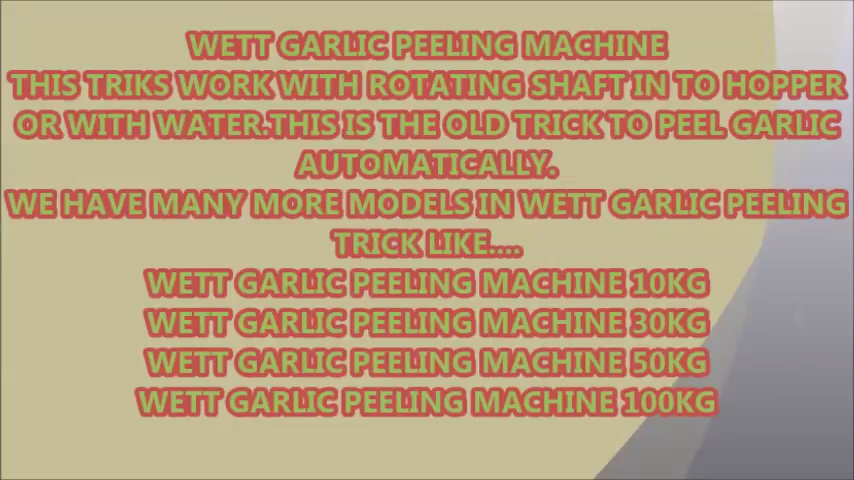 WETT GARLIC PEELING MACHINE
THIS TRIKS WORK WITH ROTATING SHAFT IN TO HOPPER
OR WITH WATER.THIS IS THE OLD TRICK TO PEEL GARLIC
AUTOMATICALLY.
WE HAVE MANY MORE MODELS IN WETT GARLIC PEELING
TRICK LIKE....
WETT GARLIC PEELING MACHINE 10KG
WETT GARLIC PEELING MACHINE 30KG
WETT GARLIC PEELING MACHINE 50KG
WETT GARLIC PEELING MACHINE 100KG